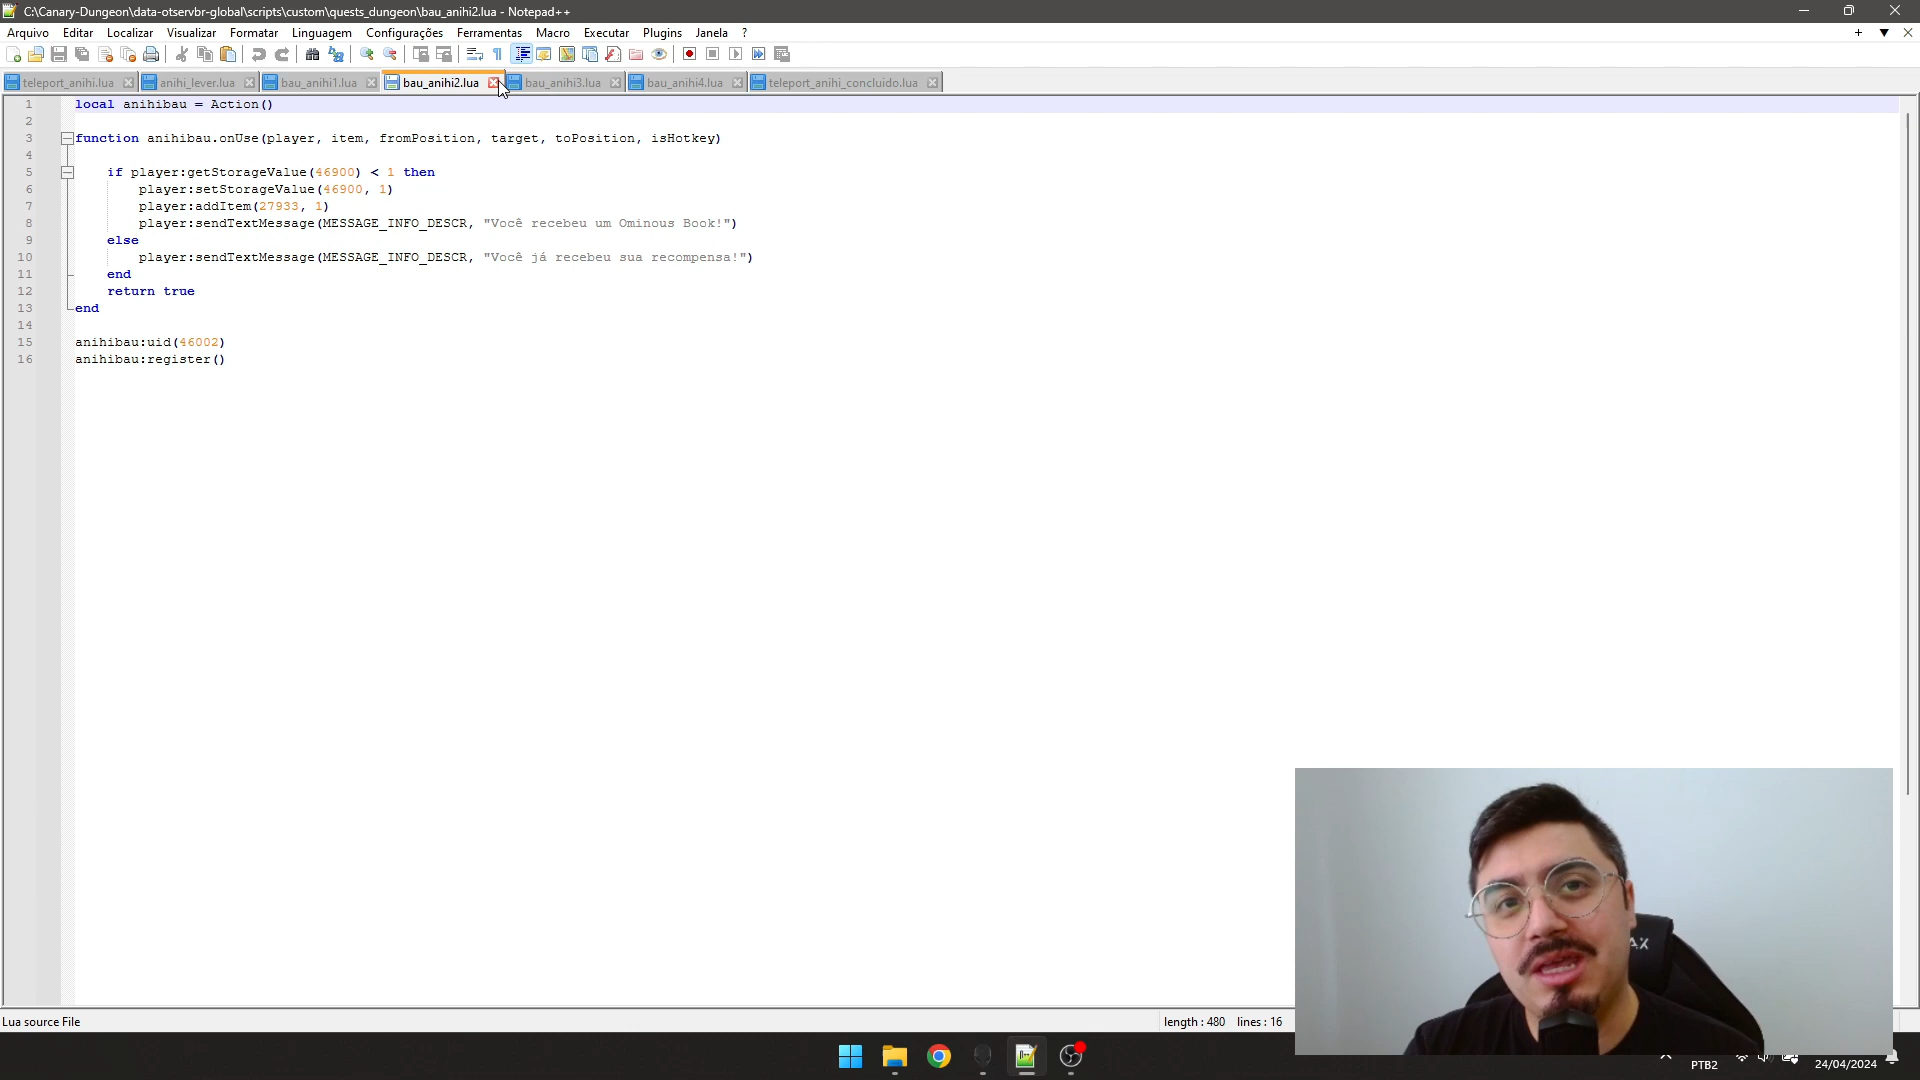 C:\Canary-Dungeon\data-otservbr-global\scripts\custom\quests_dungeon\bau_anihi2.lua - Notepad++
Arquivo Editar Localizar Visualizar Formatar Linguagem Configurações Ferramentas Macro Executar Plugins Janela ?
teleport_anihi.lua anihi_lever.lua bau_anihi1.lua bau_anihi2.lua bau_anihi3.lua bau_anihi4.lua teleport_anihi_concluido.lua
1 local anihibau = Action()
2
3 function anihibau.onUse(player, item, fromPosition, target, toPosition, isHotkey)
4
5 if player:getStorageValue(46900) < 1 then
6 player:setStorageValue(46900, 1)
7 player:addItem(27933, 1)
8 player:sendTextMessage(MESSAGE_INFO_DESCR, "Você recebeu um Ominous Book!")
9 else
10 player:sendTextMessage(MESSAGE_INFO_DESCR, "Você já recebeu sua recompensa!")
11 end
12 return true
13 end
14
15 anihibau:uid(46002)
16 anihibau:register()
AX
Lua source File length : 480 lines : 16
PTB2 24/04/2024